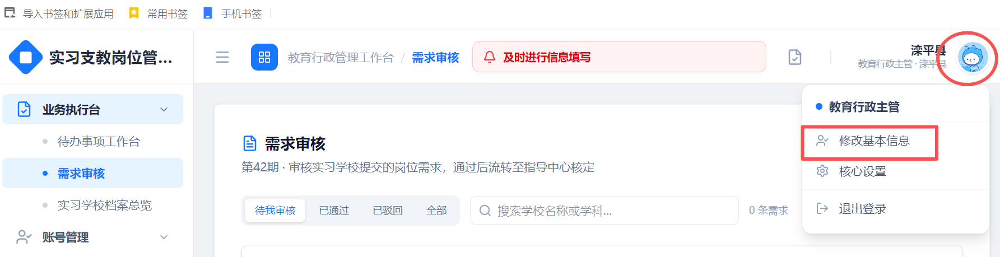 导入书签和扩展应用 常用书签 手机书签
实习支教岗位管...
教育行政管理工作台 / 需求审核
及时进行信息填写
滦平县
教育行政主管 · 滦平县
业务执行台
待办事项工作台
需求审核
实习学校档案总览
账号管理
需求审核
第42期 · 审核实习学校提交的岗位需求，通过后流转至指导中心核定
待我审核 已通过 已驳回 全部
搜索学校名称或学科...
0 条需求
教育行政主管
修改基本信息
核心设置
退出登录